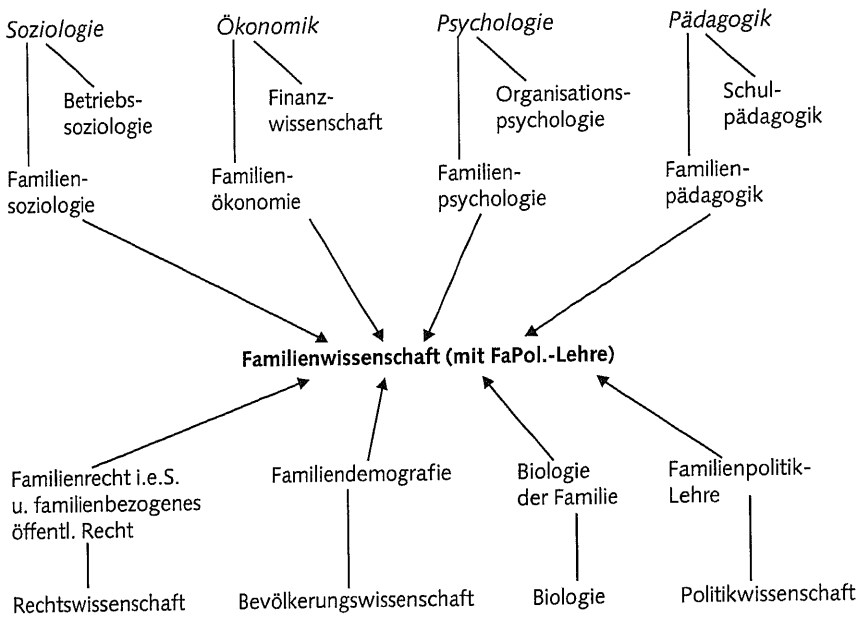 Soziologie
Ökonomik
Psychologie
Pädagogik
Betriebs-
soziologie
Finanz-
wissenschaft
Organisations-
psychologie
Schul-
pädagogik
Familien-
soziologie
Familien-
ökonomie
Familien-
psychologie
Familien-
pädagogik
Familienwissenschaft (mit FaPol.-Lehre)
Familienrecht i.e.S.
u. familienbezogenes
öffentl. Recht
Familiendemografie
Biologie
der Familie
Familienpolitik-
Lehre
Rechtswissenschaft
Bevölkerungswissenschaft
Biologie
Politikwissenschaft